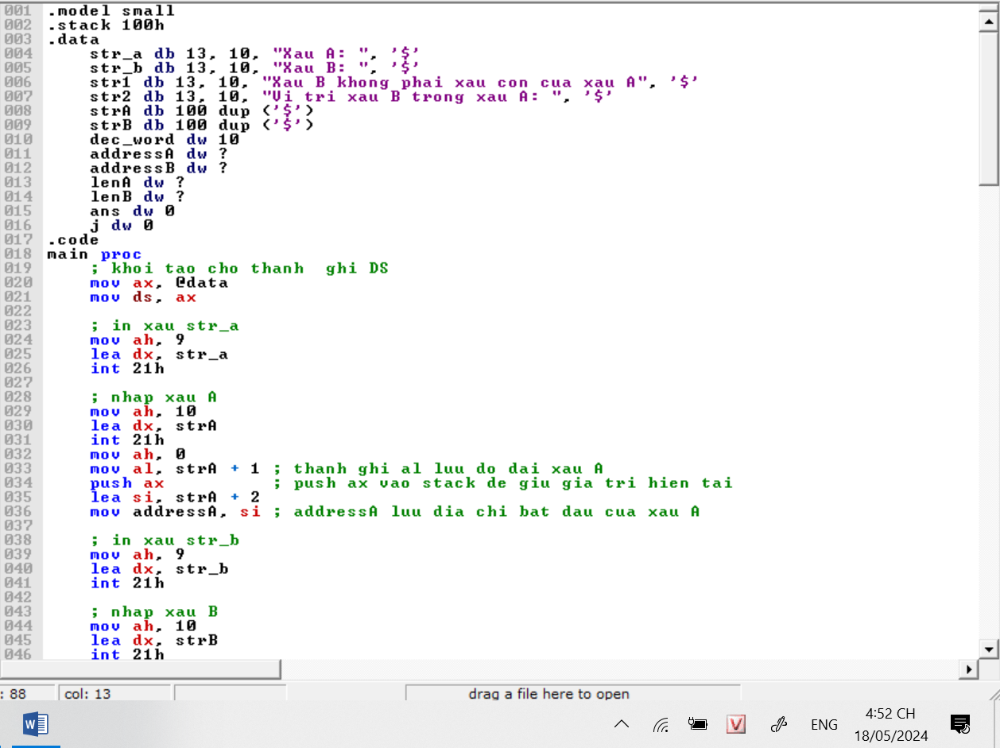 001 .model small
002 .stack 100h
003 .data
004     str_a db 13, 10, "Xau A: ", '$'
005     str_b db 13, 10, "Xau B: ", '$'
006     str1 db 13, 10, "Xau B khong phai xau con cua xau A", '$'
007     str2 db 13, 10, "Vi tri xau B trong xau A: ", '$'
008     strA db 100 dup ('$')
009     strB db 100 dup ('$')
010     dec_word dw 10
011     addressA dw ?
012     addressB dw ?
013     lenA dw ?
014     lenB dw ?
015     ans dw 0
016     j dw 0
017 .code
018 main proc
019     ; khoi tao cho thanh  ghi DS
020     mov ax, @data
021     mov ds, ax
022
023     ; in xau str_a
024     mov ah, 9
025     lea dx, str_a
026     int 21h
027
028     ; nhap xau A
029     mov ah, 10
030     lea dx, strA
031     int 21h
032     mov ah, 0
033     mov al, strA + 1 ; thanh ghi al luu do dai xau A
034     push ax          ; push ax vao stack de giu gia tri hien tai
035     lea si, strA + 2
036     mov addressA, si ; addressA luu dia chi bat dau cua xau A
037
038     ; in xau str_b
039     mov ah, 9
040     lea dx, str_b
041     int 21h
042
043     ; nhap xau B
044     mov ah, 10
045     lea dx, strB
046     int 21h
: 88 col: 13 drag a file here to open
W V ENG 4:52 CH
18/05/2024